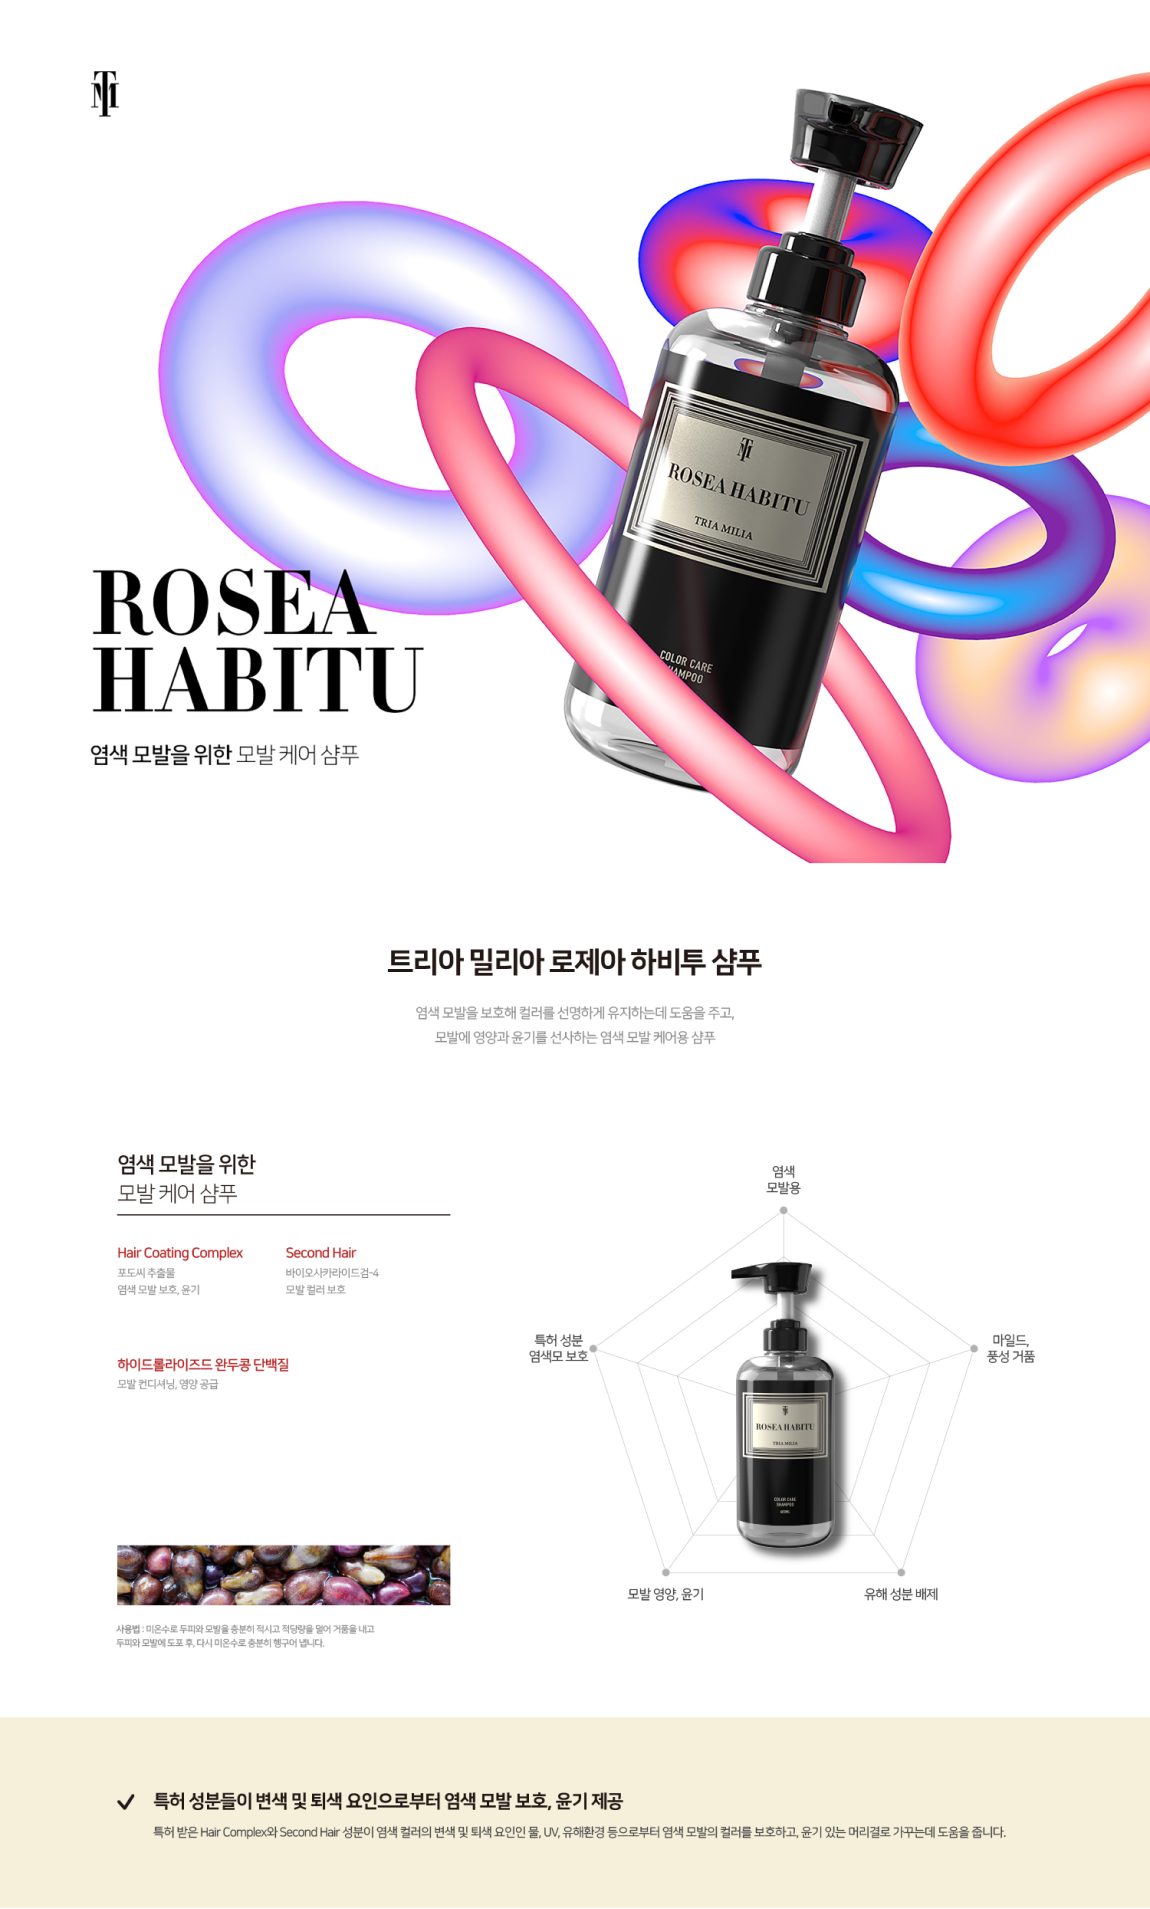 TM
ROSEA HABITU
TRIA MILIA
COLOR CARE
ROSEA
HABITU
염색 모발을 위한 모발 케어 샴푸
트리아 밀리아 로제아 하비투 샴푸
염색 모발을 보호해 컬러를 선명하게 유지하는데 도움을 주고,
모발에 영양과 윤기를 선사하는 염색 모발 케어용 샴푸
염색 모발을 위한
모발 케어 샴푸
Hair Coating Complex
포도씨 추출물
염색 모발 보호, 윤기
Second Hair
바이오사카라이드검-4
모발 컬러 보호
하이드롤라이즈드 완두콩 단백질
모발 컨디셔닝, 영양 공급
사용법 : 미온수로 두피와 모발을 충분히 적시고 적당량을 덜어 거품을 내고
두피와 모발에 도포 후, 다시 미온수로 충분히 헹구어 냅니다.
염색
모발용
특허 성분
염색모 보호
마일드,
풍성 거품
ROSEA HABITU
TRIA MILIA
COLOR CARE
SHAMPOO
모발 영양, 윤기
유해 성분 배제
특허 성분들이 변색 및 퇴색 요인으로부터 염색 모발 보호, 윤기 제공
특허 받은 Hair Complex와 Second Hair 성분이 염색 컬러의 변색 및 퇴색 요인인 물, UV, 유해환경 등으로부터 염색 모발의 컬러를 보호하고, 윤기 있는 머리결로 가꾸는데 도움을 줍니다.